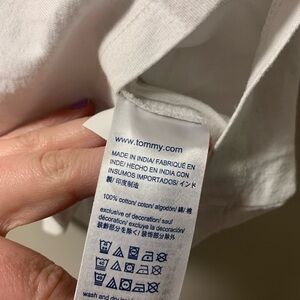 www.tommy.com
MADE IN INDIA/ FABRIQUÉ EN
INDE/ HECHO EN INDIA CON
INSUMOS IMPORTADOS/ インド
製/ 印度制造
100% cotton/ coton/ algodón/ 綿/ 棉
exclusive of decoration/ sauf
décoration/ excluye la decoración/
装飾部分を除く/ 装饰部分除外
wash and